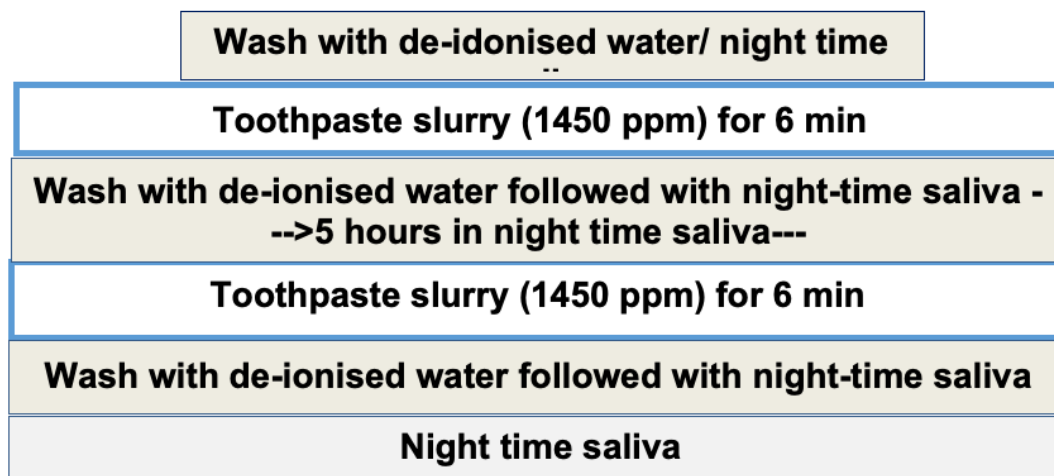 Wash with de-idonised water/ night time
--
Toothpaste slurry (1450 ppm) for 6 min
Wash with de-ionised water followed with night-time saliva -
-->5 hours in night time saliva---
Toothpaste slurry (1450 ppm) for 6 min
Wash with de-ionised water followed with night-time saliva
Night time saliva